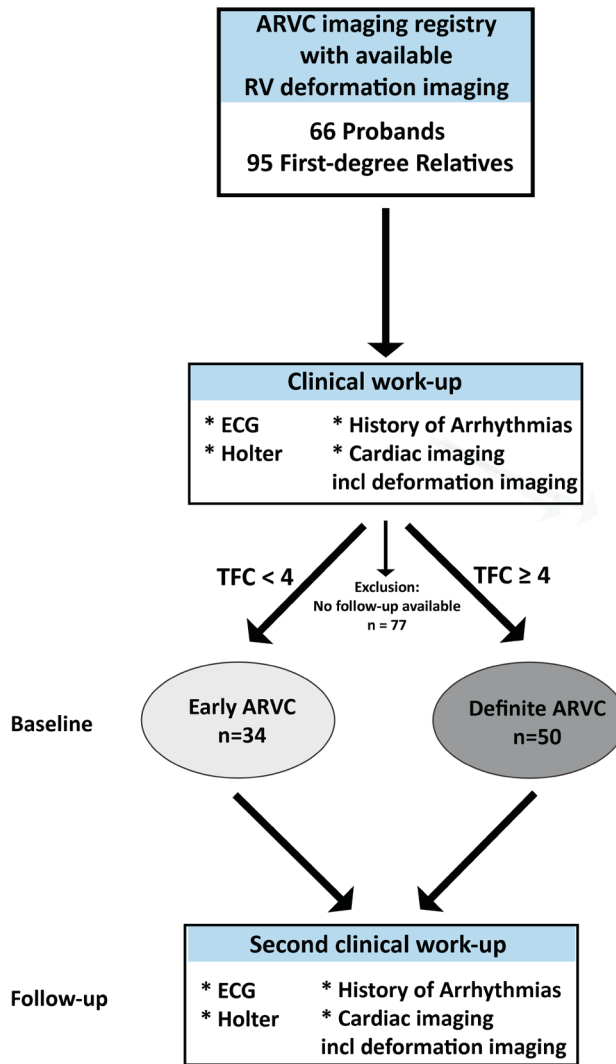 ARVC imaging registry
with available
RV deformation imaging
66 Probands
95 First-degree Relatives
Clinical work-up
* ECG
* Holter
* History of Arrhythmias
* Cardiac imaging
incl deformation imaging
TFC < 4
Exclusion:
No follow-up available
n = 77
TFC ≥ 4
Baseline
Early ARVC
n=34
Definite ARVC
n=50
Second clinical work-up
Follow-up
* ECG
* Holter
* History of Arrhythmias
* Cardiac imaging
incl deformation imaging